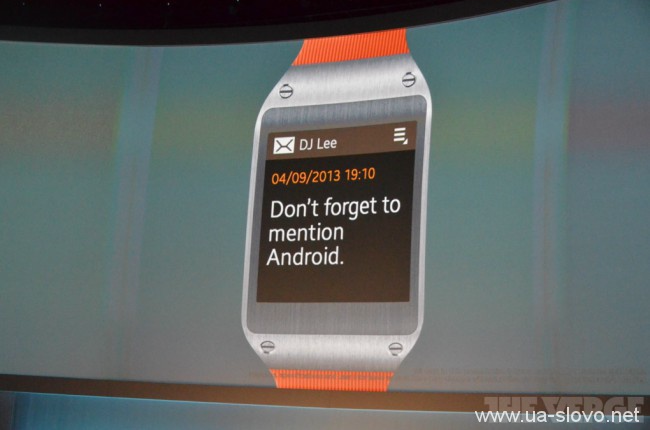 DJ Lee
04/09/2013 19:10
Don't forget to
mention
Android.
THE VERGE
www.ua-slovo.net